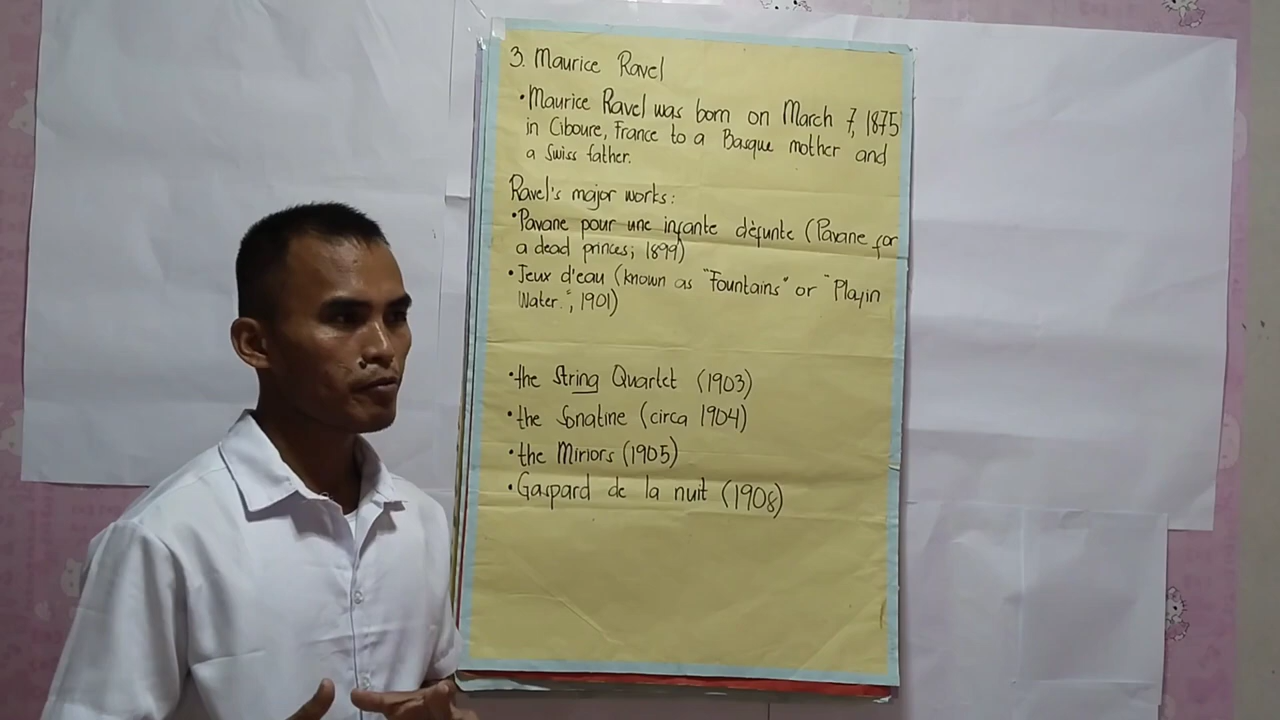 3. Maurice Ravel
• Maurice Ravel was born on March 7, 1875
in Ciboure, France to a Basque mother and
a Swiss father.
Ravel's major works:
• Pavane pour une infante dèfunte (Pavane for
a dead princes; 1899)
• Jeux d'eau (known as "Fountains" or "Playin
Water.", 1901)
• the String Quartet (1903)
• the Sonatine (circa 1904)
• the Miriors (1905)
• Gaspard de la nuit (1908)